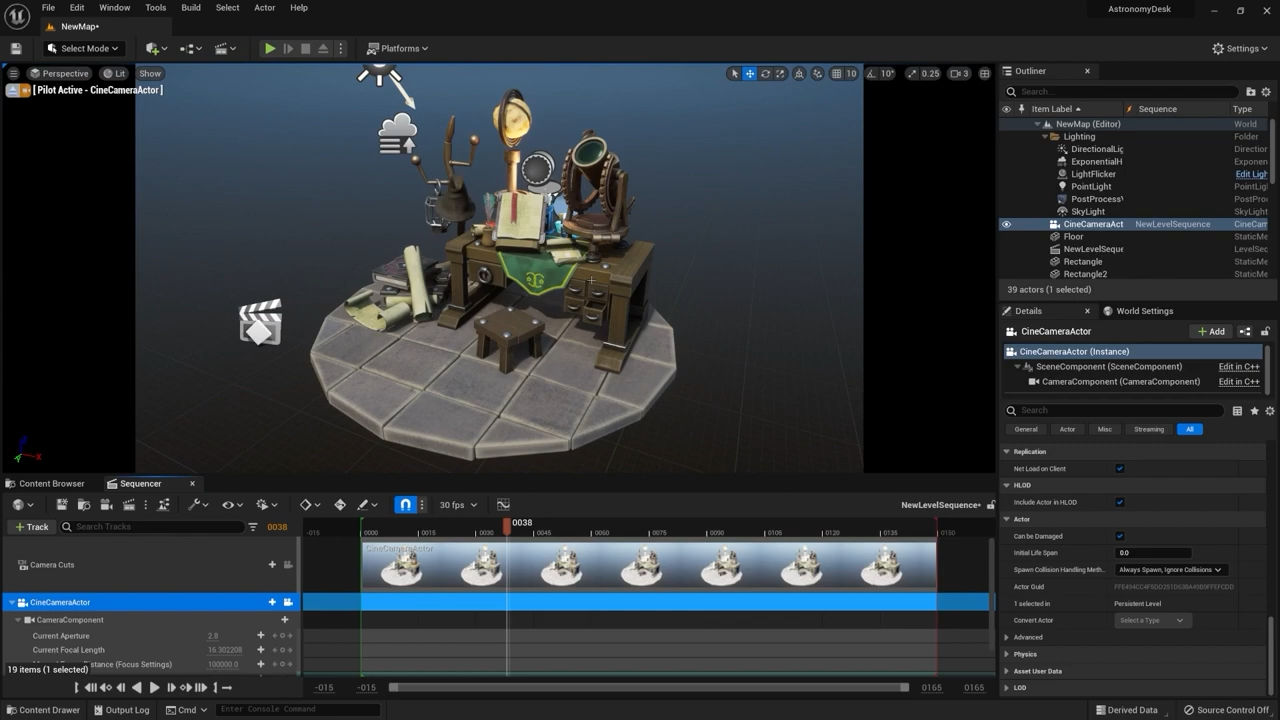 File Edit Window Tools Build Select Actor Help
AstronomyDesk
NewMap•
Select Mode
Platforms
Settings
Perspective Lit Show
10 10° 0.25 3
[ Pilot Active - CineCameraActor ]
Outliner
Search...
Item Label Sequence Type
NewMap (Editor) World
Lighting Folder
DirectionalLig Direction
ExponentialH Exponen
LightFlicker Edit Ligh
PointLight PointLig
PostProcess PostPro
SkyLight SkyLight
CineCameraAct NewLevelSequence CineCam
Floor StaticMe
NewLevelSeque LevelSec
Rectangle StaticMe
Rectangle2 StaticMe
39 actors (1 selected)
Details World Settings
CineCameraActor Add
CineCameraActor (Instance)
SceneComponent (SceneComponent) Edit in C++
CameraComponent (CameraComponent) Edit in C++
Search
General Actor Misc Streaming All
Replication
Net Load on Client
HLOD
Include Actor in HLOD
Actor
Can be Damaged
Initial Life Span 0.0
Spawn Collision Handling Meth... Always Spawn, Ignore Collisions
Actor Guid
1 selected in Persistent Level
Convert Actor Select a Type
Advanced
Physics
Asset User Data
LOD
Content Browser Sequencer
30 fps
NewLevelSequence•
+ Track Search Tracks 0038
0038
-015 0000 0015 0030 0045 0060 0075 0090 0105 0120 0135 0150
CineCameraActor
Camera Cuts
CineCameraActor
CameraComponent
Current Aperture 2.8
Current Focal Length 16.302208
Distance (Focus Settings) 100000.0
19 items (1 selected)
-015 -015 0165 0165
Content Drawer Output Log Cmd Enter Console Command
Derived Data Source Control Off